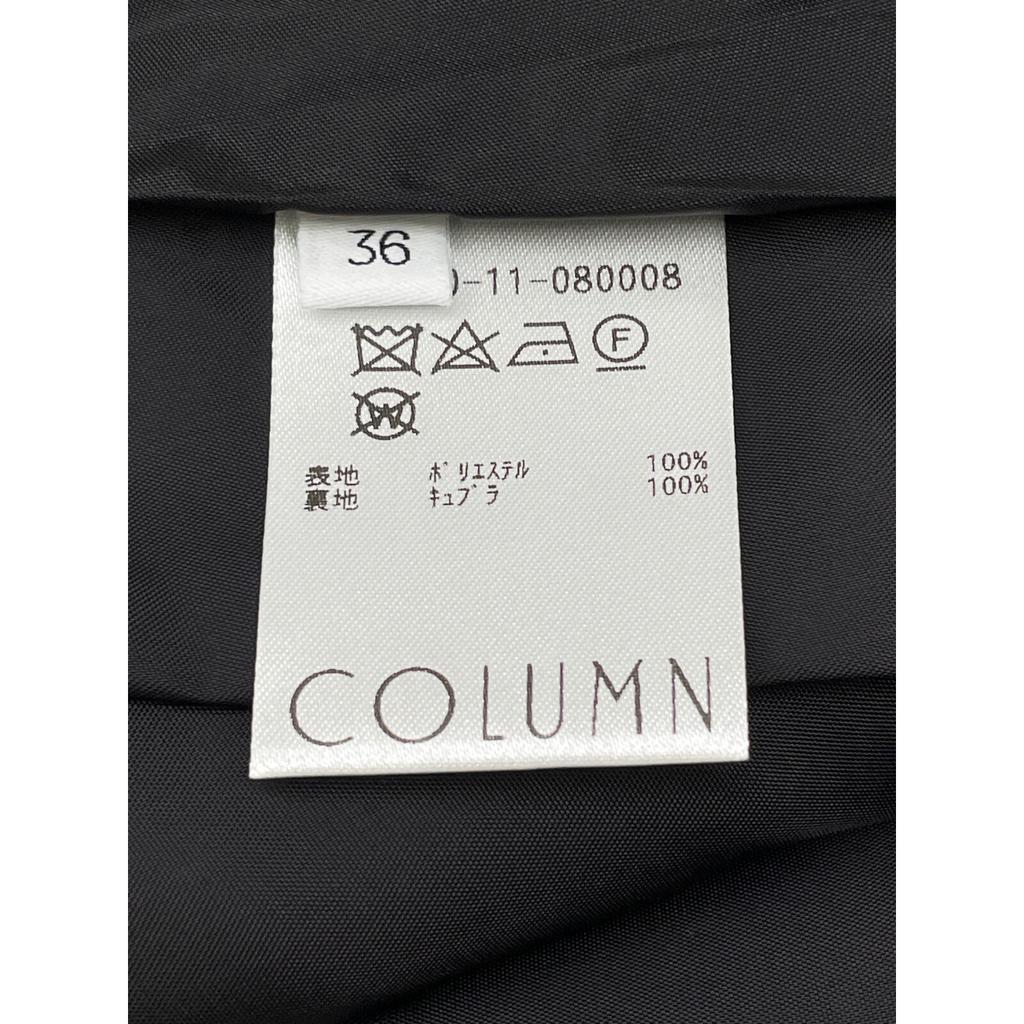 36
0-11-080008
F
W
表地 ポリエステル 100%
裏地 キュプラ 100%
COLUMN